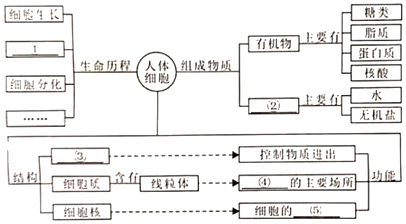 细胞生长
1
细胞分化
……
生命历程
人体
细胞
组成物质
有机物
主要有
糖类
脂质
蛋白质
核酸
(2)
主要有
水
无机盐
结构
③
控制物质进出
细胞质
含有
线粒体
④ 的主要场所
细胞核
细胞的 ⑤
功能